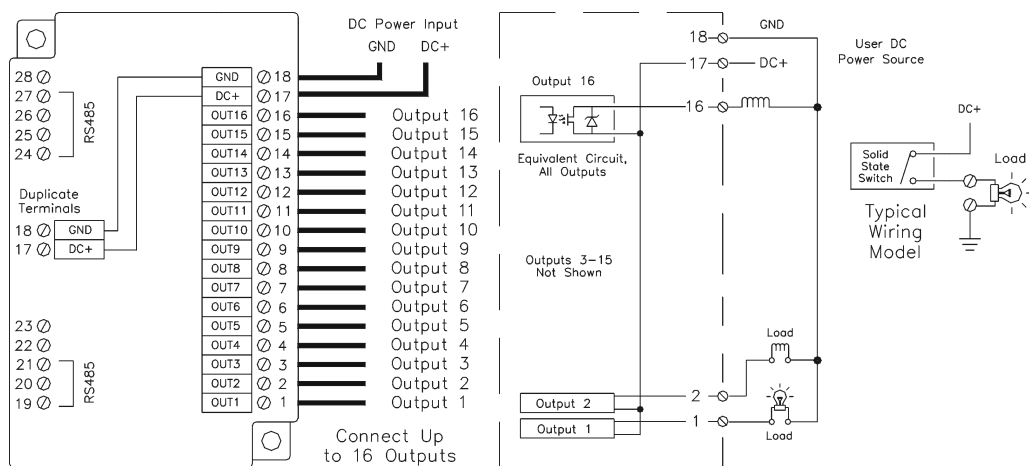 DC Power Input
GND DC+
28
27
26
25
24
RS485
Duplicate
Terminals
18 GND
17 DC+
23
22
21
20
19
RS485
GND 18
DC+ 17
OUT16 16 Output 16
OUT15 15 Output 15
OUT14 14 Output 14
OUT13 13 Output 13
OUT12 12 Output 12
OUT11 11 Output 11
OUT10 10 Output 10
OUT9 9 Output 9
OUT8 8 Output 8
OUT7 7 Output 7
OUT6 6 Output 6
OUT5 5 Output 5
OUT4 4 Output 4
OUT3 3 Output 3
OUT2 2 Output 2
OUT1 1 Output 1
Connect Up
to 16 Outputs
18 GND
17 DC+
16
Output 16
Equivalent Circuit,
All Outputs
Outputs 3-15
Not Shown
Output 2
2
Load
Output 1
1
Load
User DC
Power Source
DC+
Solid
State
Switch
Load
Typical
Wiring
Model